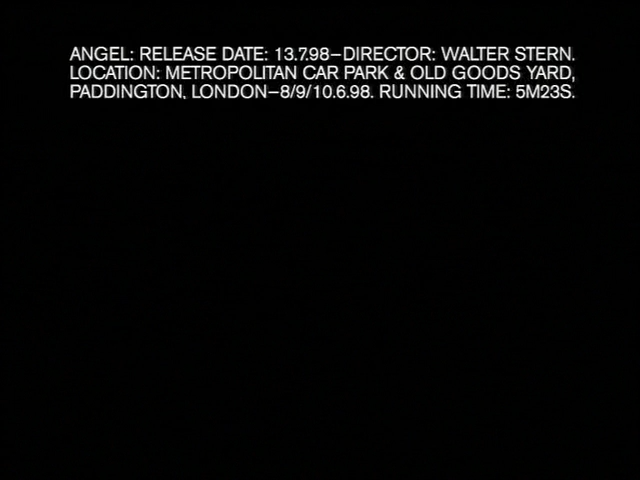 ANGEL: RELEASE DATE: 13.7.98–DIRECTOR: WALTER STERN.
LOCATION: METROPOLITAN CAR PARK & OLD GOODS YARD,
PADDINGTON, LONDON–8/9/10.6.98. RUNNING TIME: 5M23S.